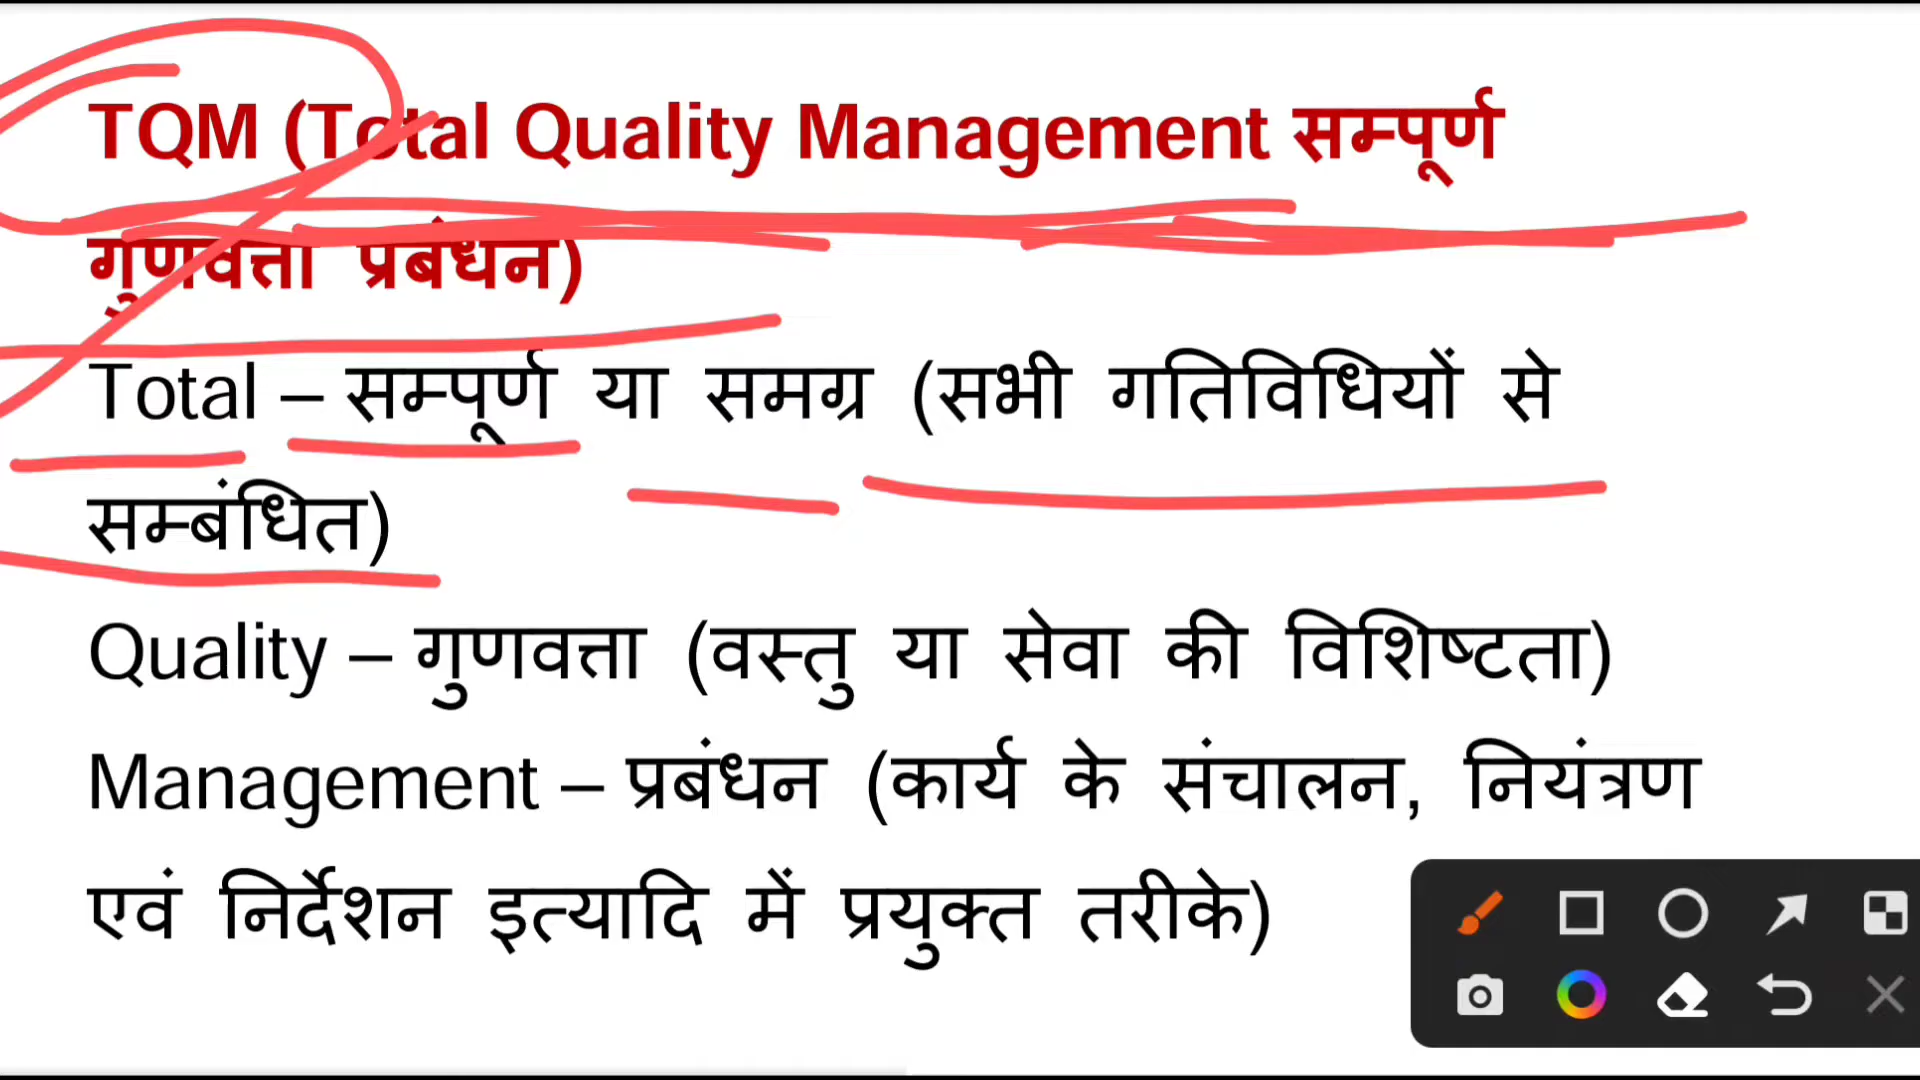 TQM (Total Quality Management सम्पूर्ण
गुणवत्ता प्रबंधन)
Total – सम्पूर्ण या समग्र (सभी गतिविधियों से
सम्बंधित)
Quality – गुणवत्ता (वस्तु या सेवा की विशिष्टता)
Management – प्रबंधन (कार्य के संचालन, नियंत्रण
एवं निर्देशन इत्यादि में प्रयुक्त तरीके)